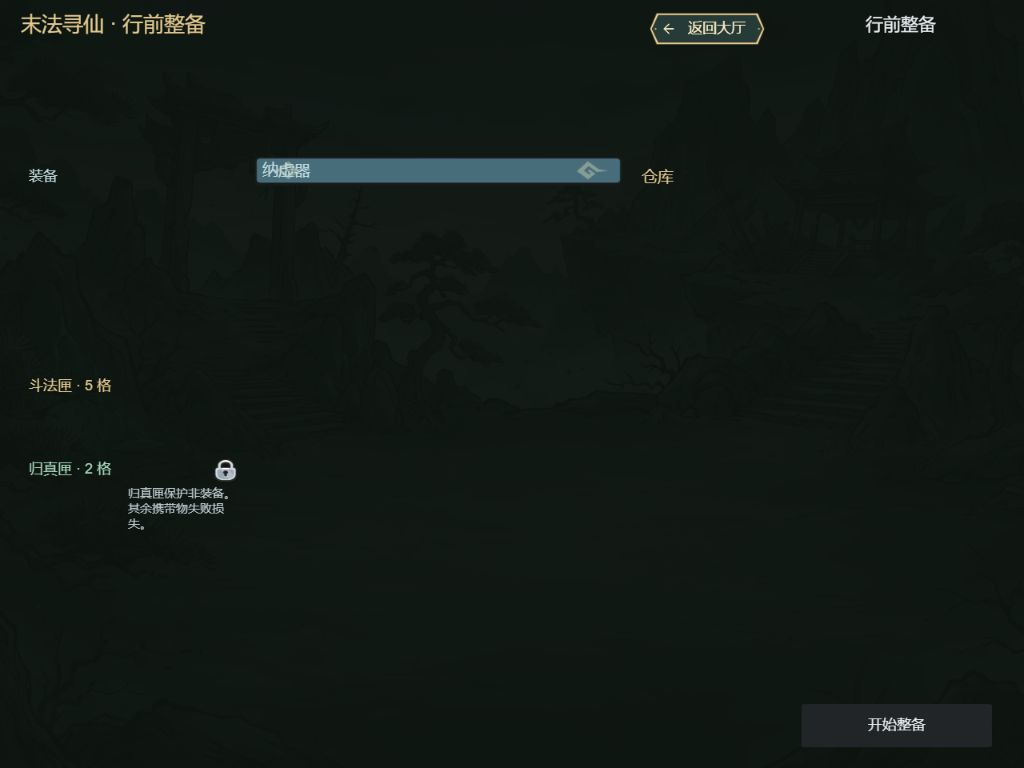 末法寻仙 · 行前整备
返回大厅
行前整备
装备
纳虚器
仓库
斗法匣 · 5 格
归真匣 · 2 格
归真匣保护非装备。
其余携带物失败损
失。
开始整备